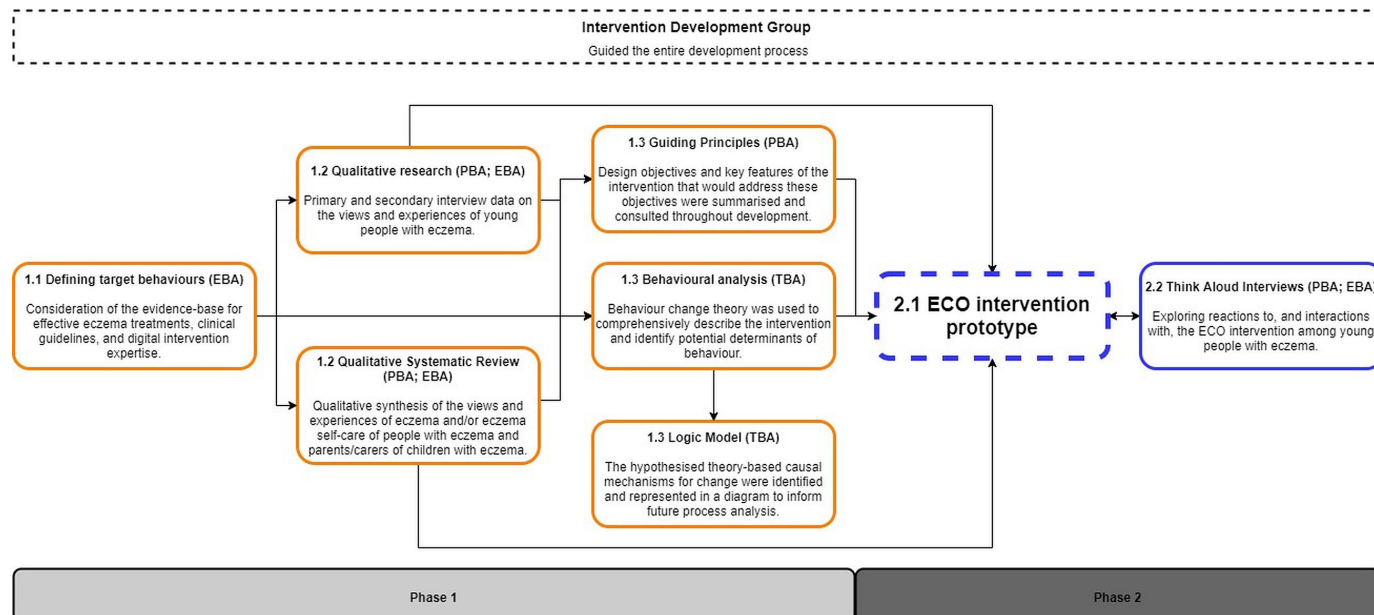 Intervention Development Group
Guided the entire development process
1.1 Defining target behaviours (EBA)
Consideration of the evidence-base for
effective eczema treatments, clinical
guidelines, and digital intervention
expertise.
1.2 Qualitative research (PBA; EBA)
Primary and secondary interview data on
the views and experiences of young
people with eczema.
1.2 Qualitative Systematic Review
(PBA; EBA)
Qualitative synthesis of the views and
experiences of eczema and/or eczema
self-care of people with eczema and
parents/carers of children with eczema.
1.3 Guiding Principles (PBA)
Design objectives and key features of the
intervention that would address these
objectives were summarised and
consulted throughout development.
1.3 Behavioural analysis (TBA)
Behaviour change theory was used to
comprehensively describe the intervention
and identify potential determinants of
behaviour.
1.3 Logic Model (TBA)
The hypothesised theory-based causal
mechanisms for change were identified
and represented in a diagram to inform
future process analysis.
2.1 ECO intervention
prototype
2.2 Think Aloud Interviews (PBA; EBA)
Exploring reactions to, and interactions
with, the ECO intervention among young
people with eczema.
Phase 1
Phase 2